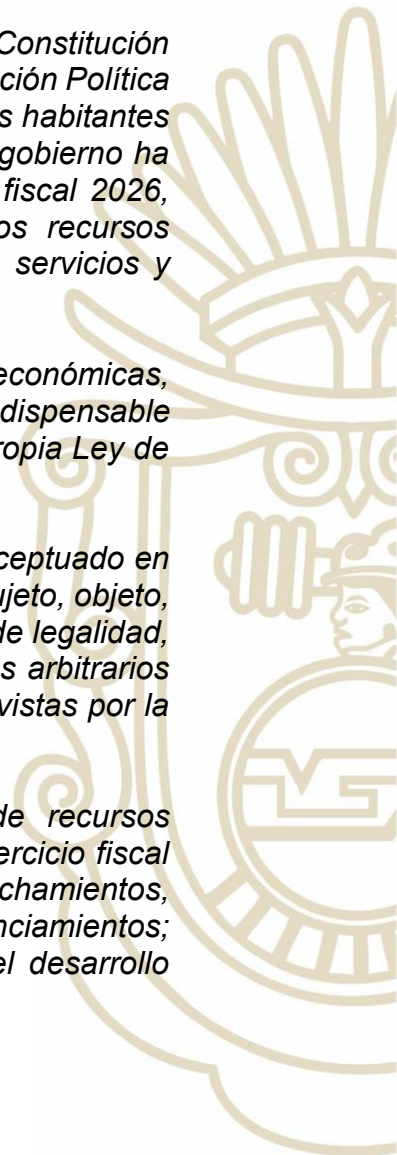 Constitución
ción Política
s habitantes
gobierno ha
fiscal 2026,
os recursos
servicios y
económicas,
dispensable
ropia Ley de
ceptuado en
ujeto, objeto,
de legalidad,
s arbitrarios
vistas por la
de recursos
ercicio fiscal
chamientos,
nciamientos;
el desarrollo